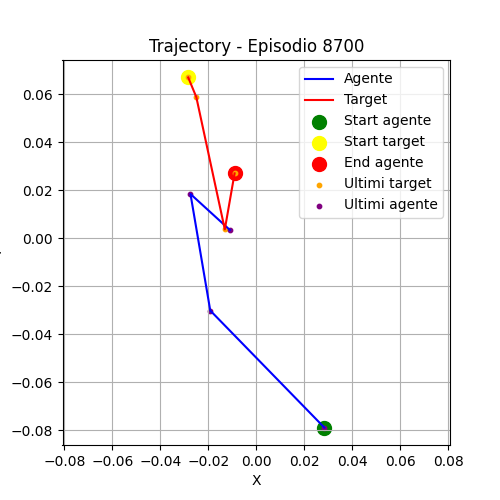 Trajectory - Episodio 8700
Agente
Target
Start agente
Start target
End agente
Ultimi target
Ultimi agente
0.06
0.04
0.02
0.00
−0.02
−0.04
−0.06
−0.08
−0.08 −0.06 −0.04 −0.02 0.00 0.02 0.04 0.06 0.08
X